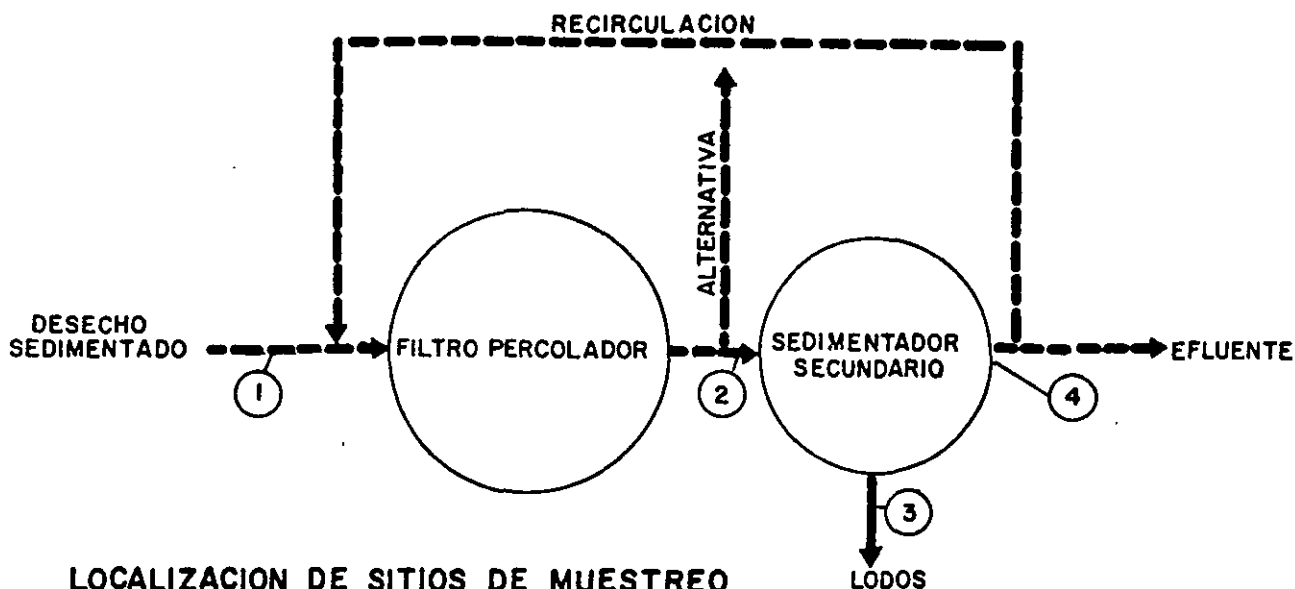 RECIRCULACION
ALTERNATIVA
DESECHO
SEDIMENTADO
FILTRO PERCOLADOR
SEDIMENTADOR
SECUNDARIO
EFLUENTE
1
2
4
3
LOCALIZACION DE SITIOS DE MUESTREO
LODOS